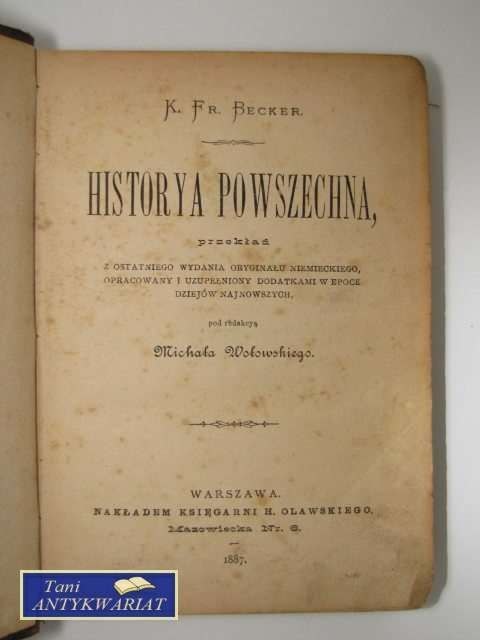 K. Fr. Becker.
HISTORYA POWSZECHNA,
przekład
Z OSTATNIEGO WYDANIA ORYGINAŁU NIEMIECKIEGO,
OPRACOWANY I UZUPEŁNIONY DODATKAMI W EPOCE
DZIEJÓW NAJNOWSZYCH,
pod redakcyą
Michała Wołowskiego.
WARSZAWA.
NAKŁADEM KSIĘGARNI H. OLAWSKIEGO,
Mazowiecka Nr. 6.
1887.
Tani
ANTYKWARIAT